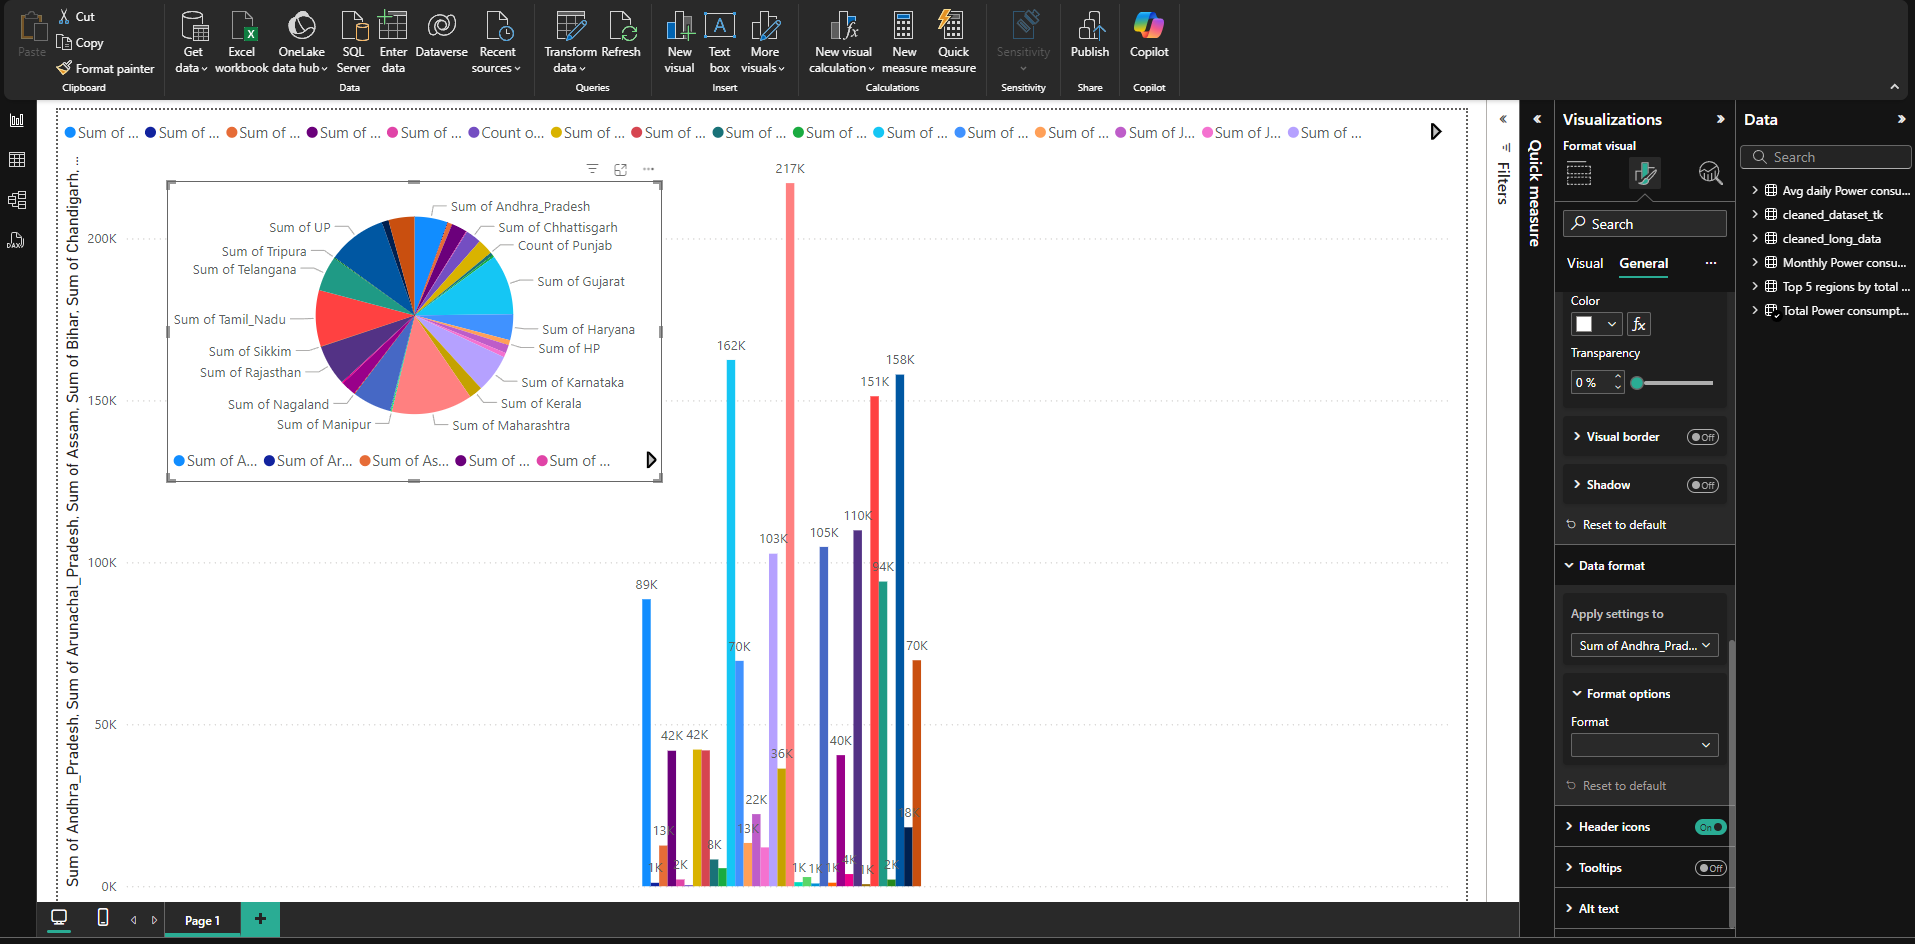 Paste
Cut
Copy
Format painter
Clipboard
Get data
Excel workbook
OneLake data hub
SQL Server
Enter data
Dataverse
Recent sources
Data
Transform data
Refresh
Queries
New visual
Text box
More visuals
Insert
New visual calculation
New measure
Quick measure
Calculations
Sensitivity
Sensitivity
Publish
Share
Copilot
Copilot
Sum of ... Sum of ... Sum of ... Sum of ... Sum of ... Count o... Sum of ... Sum of ... Sum of ... Sum of ... Sum of ... Sum of ... Sum of ... Sum of J... Sum of J... Sum of ...
Sum of Andhra_Pradesh, Sum of Arunachal_Pradesh, Sum of Assam, Sum of Bihar, Sum of Chandigarh, ...
200K
150K
100K
50K
0K
Sum of Andhra_Pradesh
Sum of Chhattisgarh
Count of Punjab
Sum of Gujarat
Sum of Haryana
Sum of HP
Sum of Karnataka
Sum of Kerala
Sum of Maharashtra
Sum of Manipur
Sum of Nagaland
Sum of Rajasthan
Sum of Sikkim
Sum of Tamil_Nadu
Sum of Telangana
Sum of Tripura
Sum of UP
Sum of A... Sum of Ar... Sum of As... Sum of ... Sum of ...
89K
1K
13K
2K
42K
42K
8K
162K
70K
13K
22K
103K
36K
217K
1K
1K
105K
1K
40K
4K
110K
1K
151K
94K
2K
158K
18K
70K
Page 1
Filters
Quick measure
Visualizations
Format visual
Search
Visual
General
Color
fx
Transparency
0 %
Visual border
Off
Shadow
Off
Reset to default
Data format
Apply settings to
Sum of Andhra_Prad...
Format options
Format
Reset to default
Header icons
On
Tooltips
Off
Alt text
Data
Search
Avg daily Power consu...
cleaned_dataset_tk
cleaned_long_data
Monthly Power consu...
Top 5 regions by total ...
Total Power consumpt...